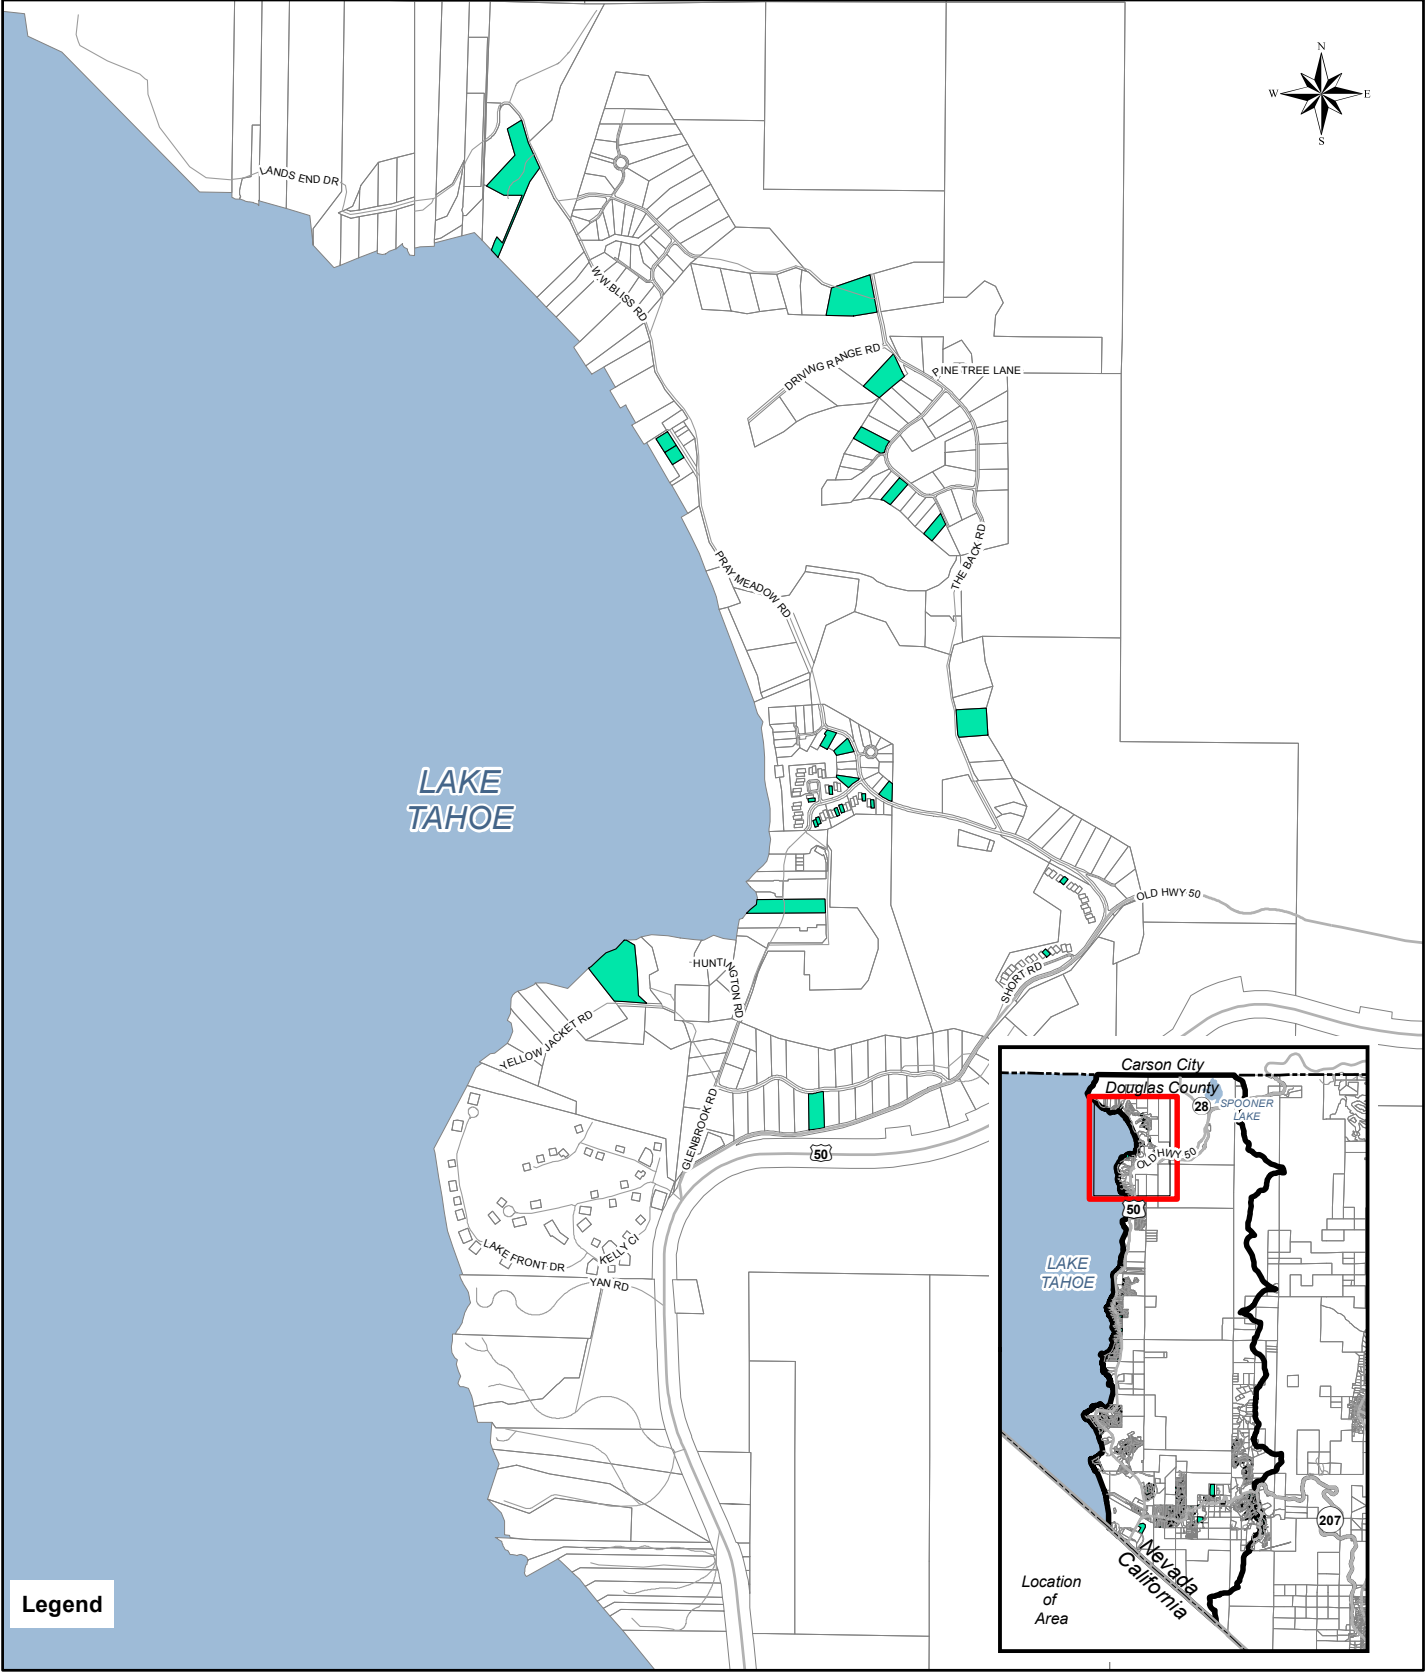 N
W
E
S
LANDS END DR
W.W.BLISS RD
DRIVING RANGE RD
PINE TREE LANE
PRAY MEADOW RD
THE BACK RD
LAKE
TAHOE
OLD HWY 50
HUNTINGTON RD
SHORT RD
YELLOW JACKET RD
GLENBROOK RD
50
LAKE FRONT DR
KELLY CI
YAN RD
Legend
Carson City
Douglas County
28
SPOONER
LAKE
OLD HWY 50
50
LAKE
TAHOE
207
Nevada
California
Location
of
Area